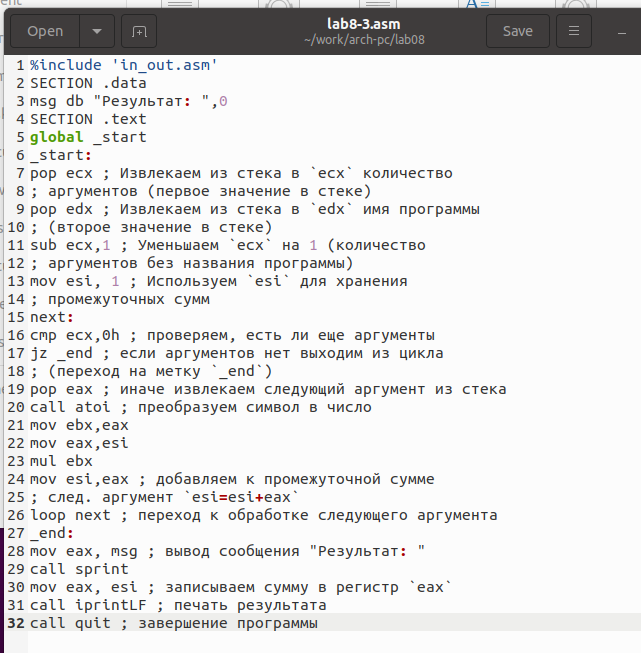 Open
lab8-3.asm
~/work/arch-pc/lab08
Save
1 %include 'in_out.asm'
2 SECTION .data
3 msg db "Результат: ",0
4 SECTION .text
5 global _start
6 _start:
7 pop ecx ; Извлекаем из стека в `ecx` количество
8 ; аргументов (первое значение в стеке)
9 pop edx ; Извлекаем из стека в `edx` имя программы
10 ; (второе значение в стеке)
11 sub ecx,1 ; Уменьшаем `ecx` на 1 (количество
12 ; аргументов без названия программы)
13 mov esi, 1 ; Используем `esi` для хранения
14 ; промежуточных сумм
15 next:
16 cmp ecx,0h ; проверяем, есть ли еще аргументы
17 jz _end ; если аргументов нет выходим из цикла
18 ; (переход на метку `_end`)
19 pop eax ; иначе извлекаем следующий аргумент из стека
20 call atoi ; преобразуем символ в число
21 mov ebx,eax
22 mov eax,esi
23 mul ebx
24 mov esi,eax ; добавляем к промежуточной сумме
25 ; след. аргумент `esi=esi+eax`
26 loop next ; переход к обработке следующего аргумента
27 _end:
28 mov eax, msg ; вывод сообщения "Результат: "
29 call sprint
30 mov eax, esi ; записываем сумму в регистр `eax`
31 call iprintLF ; печать результата
32 call quit ; завершение программы